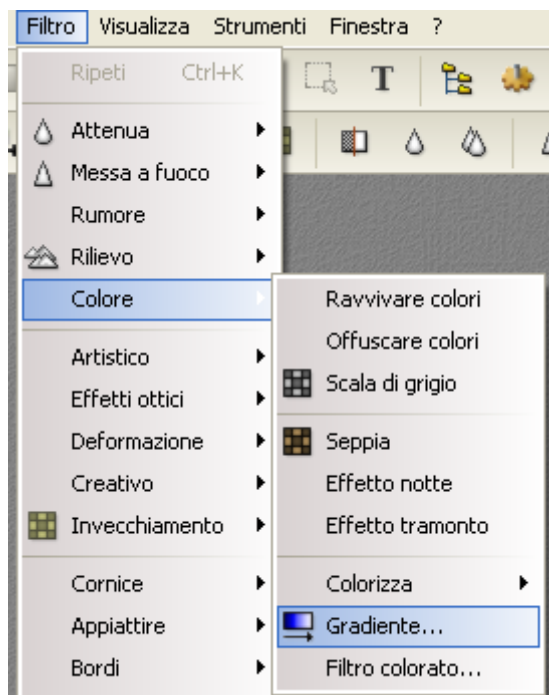 Filtro Visualizza Strumenti Finestra ?
Ripeti Ctrl+K
T
Attenua
Messa a fuoco
Rumore
Rilievo
Colore
Artistico
Effetti ottici
Deformazione
Creativo
Invecchiamento
Cornice
Appiattire
Bordi
Ravvivare colori
Offuscare colori
Scala di grigio
Seppia
Effetto notte
Effetto tramonto
Colorizza
Gradiente...
Filtro colorato...